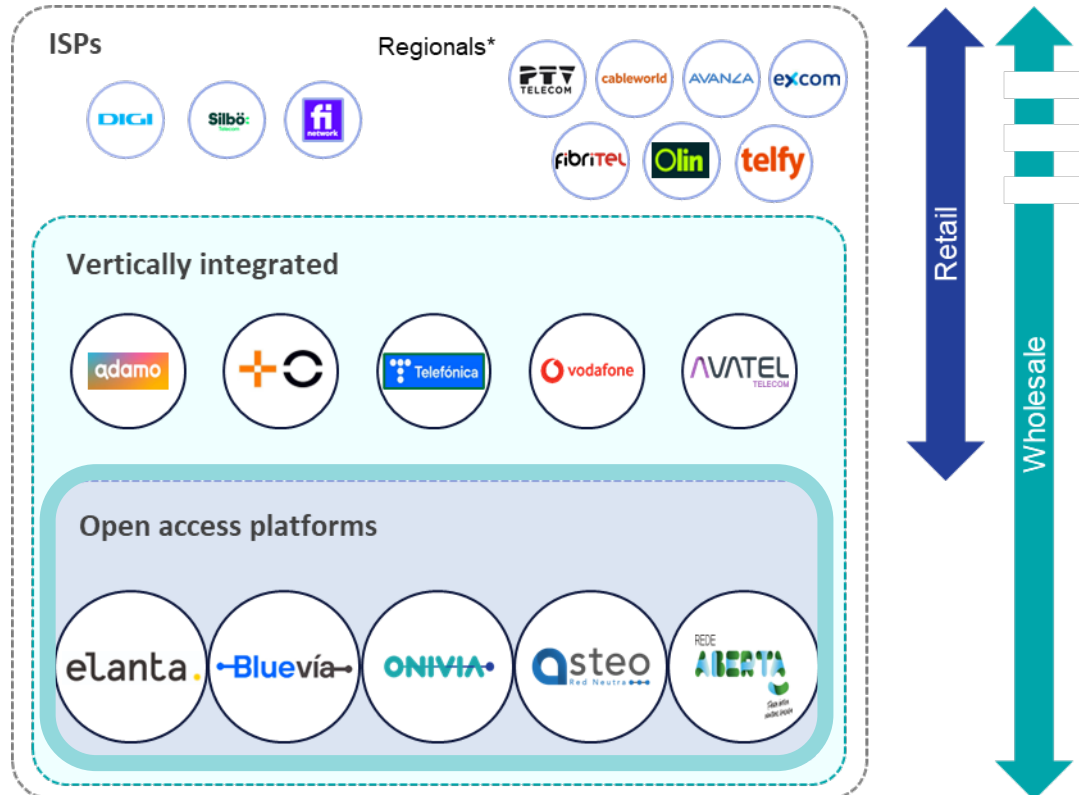 ISPs
Regionals*
DIGI
Silbö:
Telecom
fi
network
PTV
TELECOM
cableworld
AVANZA
excom
fibriTEL
Olin
telfy
Vertically integrated
adamo
Telefónica
vodafone
AVATEL
TELECOM
Open access platforms
elanta.
Bluevía
ONIVIA
asteo
Red Neutra
REDE
ABERTA
Retail
Wholesale